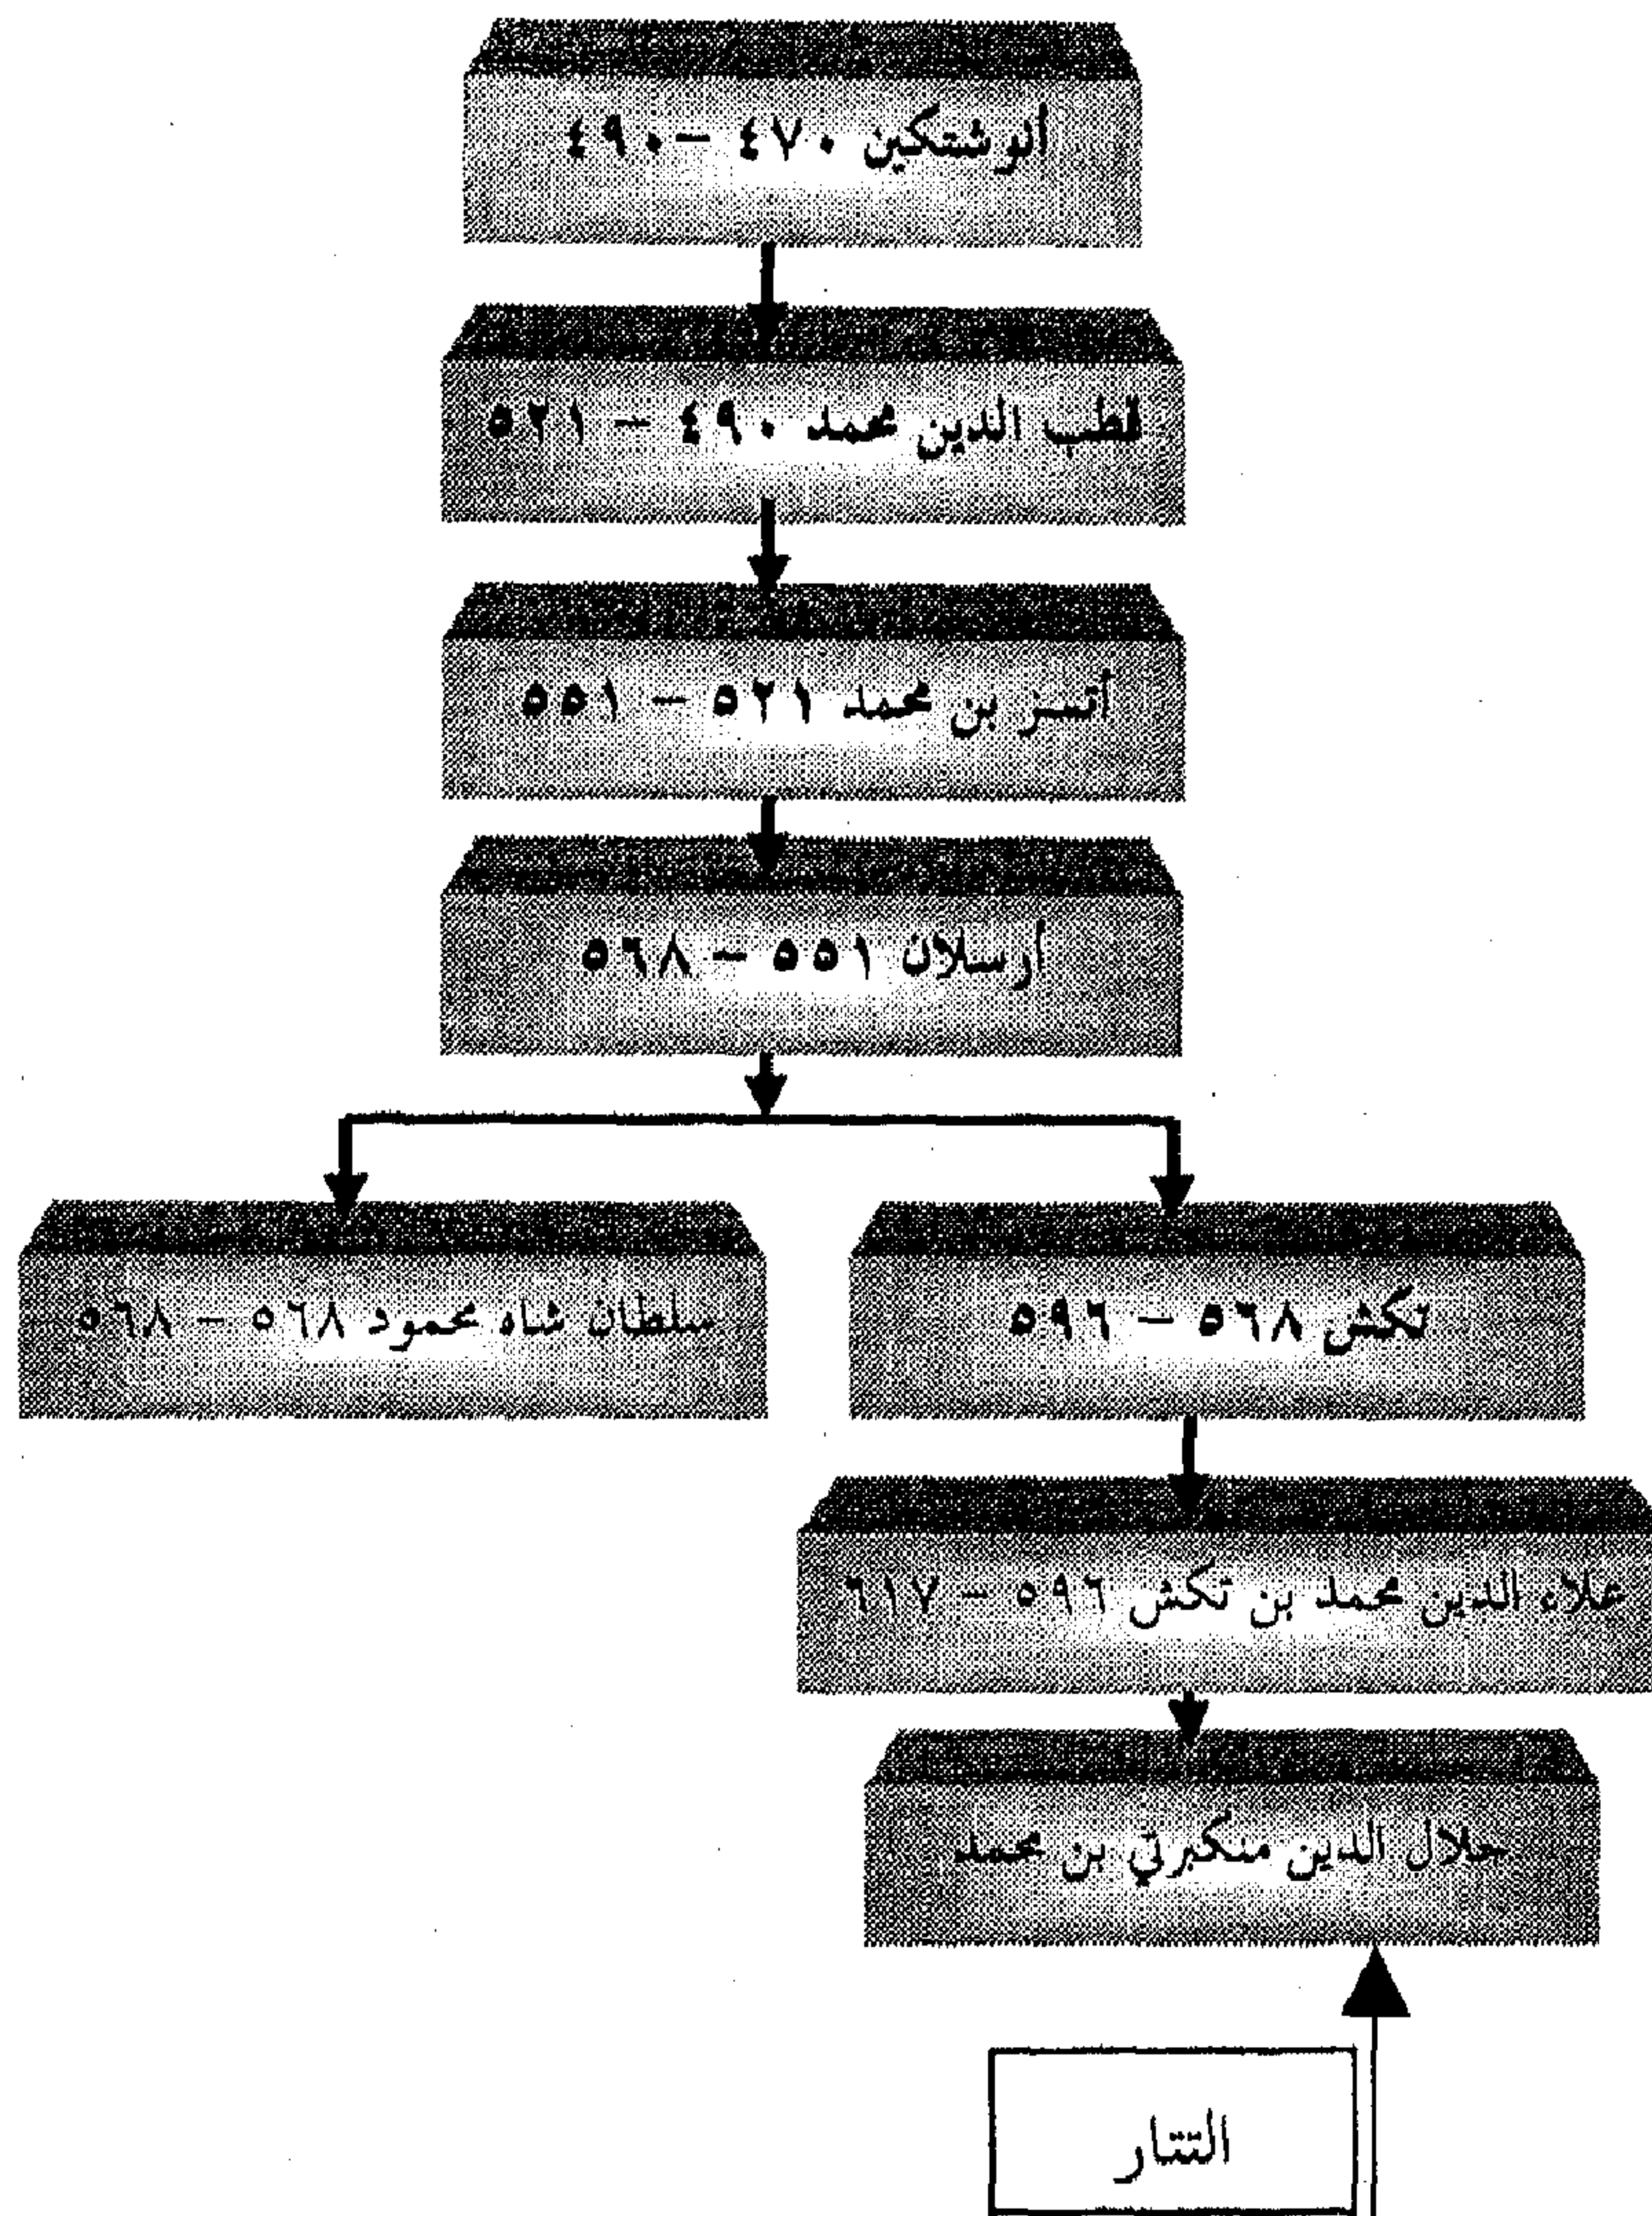 أنوشتكين ٤٧٠ – ٤٩٠
قطب الدين محمد ٤٩٠ – ٥٢١
أتسز بن محمد ٥٢١ – ٥٥١
أرسلان ٥٥١ – ٥٦٨
تكش ٥٦٨ – ٥٩٦
سلطان شاه محمود ٥٦٨ – ٥٦٨
علاء الدين محمد بن تكش ٥٩٦ – ٦١٧
جلال الدين منكبرتي بن محمد
التتار